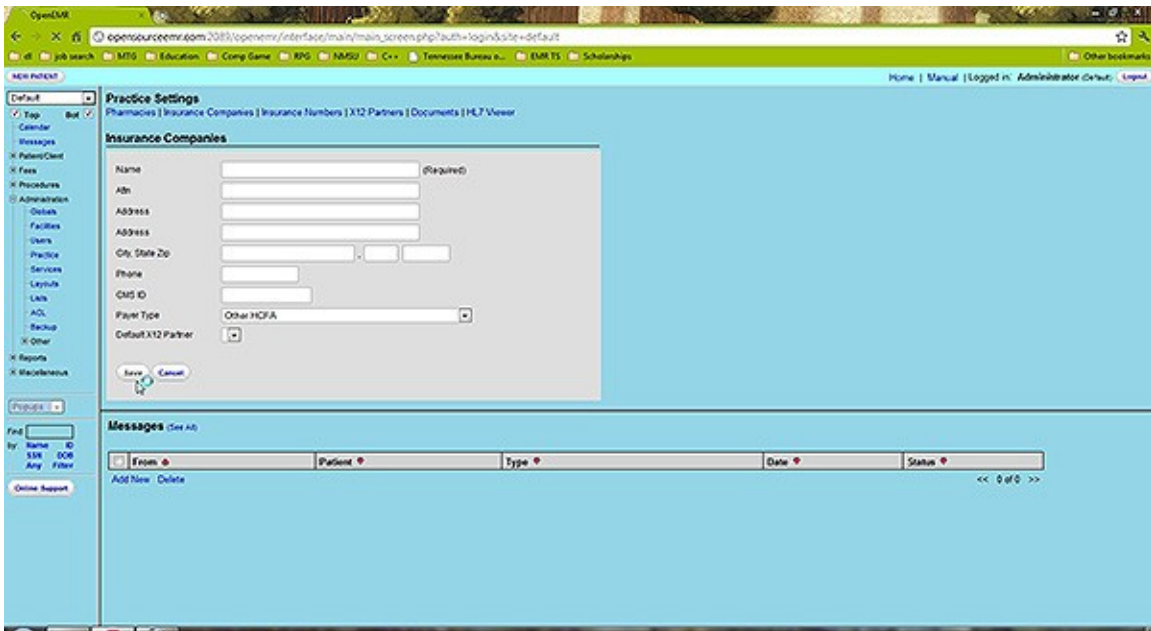 OpenEMR
opensourceemr.com:2089/openemr/interface/main/main_screen.php?auth=login&site=default
dl job search MTG Education Comp Game RPG NMSU C++ Tennessee Bureau o... EMR TS Scholarships Other bookmarks
NEW PATIENT Home | Manual | Logged in: Administrator (Default) Logout
Default
Top Bot
Calendar
Messages
Patient/Client
Fees
Procedures
Administration
Globals
Facilities
Users
Practice
Services
Layouts
Lists
ACL
Backup
Other
Reports
Miscellaneous
Popups
Find
by: Name ID
SSN DOB
Any Filter
Online Support
Practice Settings
Pharmacies | Insurance Companies | Insurance Numbers | X12 Partners | Documents | HL7 Viewer
Insurance Companies
Name (Required)
Attn
Address
Address
City, State Zip ,
Phone
CMS ID
Payer Type Other HCFA
Default X12 Partner
Save Cancel
Messages (See All)
From Patient Type Date Status
Add New Delete << 0 of 0 >>